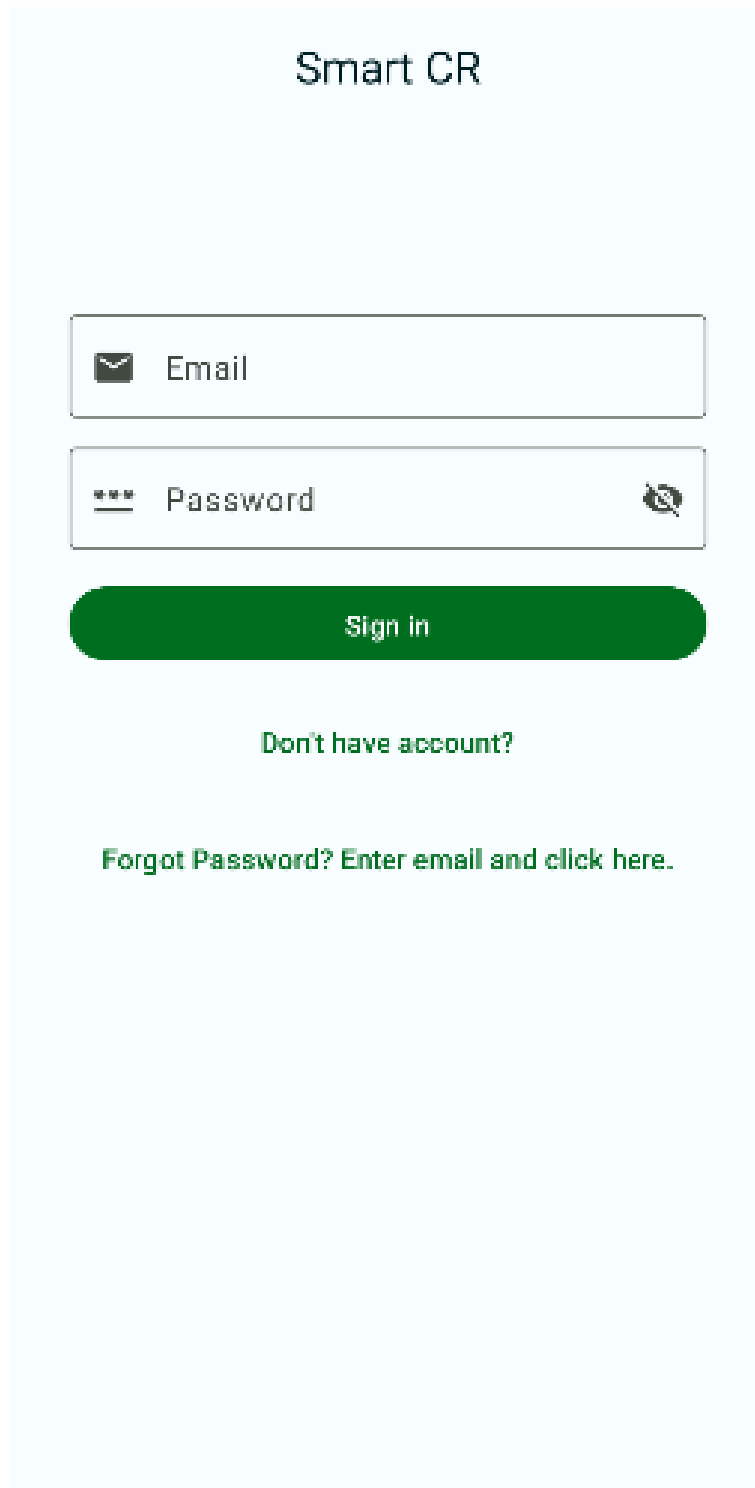 Smart CR
Email
Password
Sign in
Don't have account?
Forgot Password? Enter email and click here.